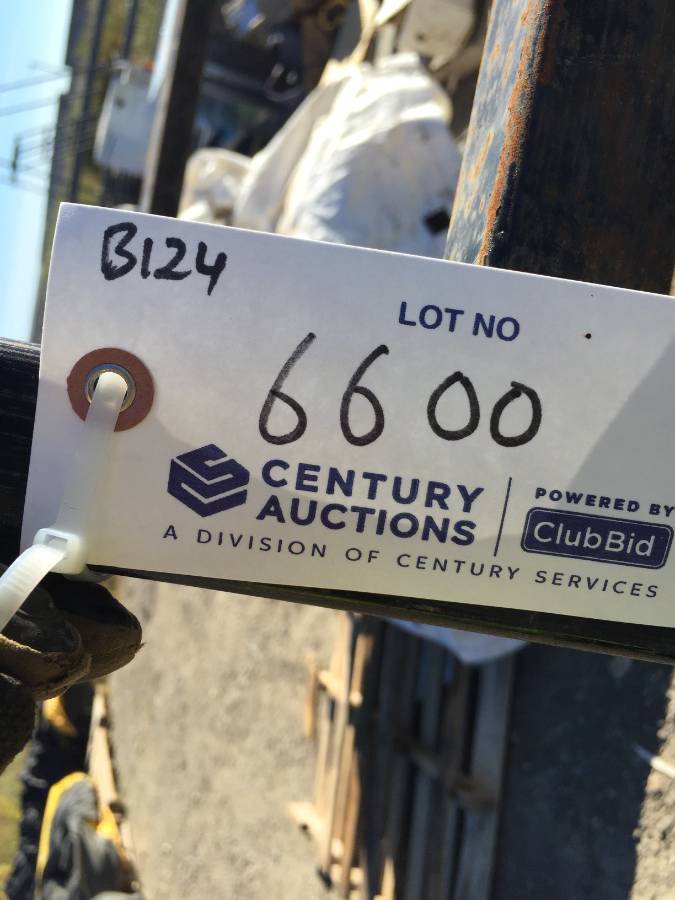 B124
LOT NO
6600
CENTURY
AUCTIONS
A DIVISION OF CENTURY SERVICES
POWERED BY
ClubBid